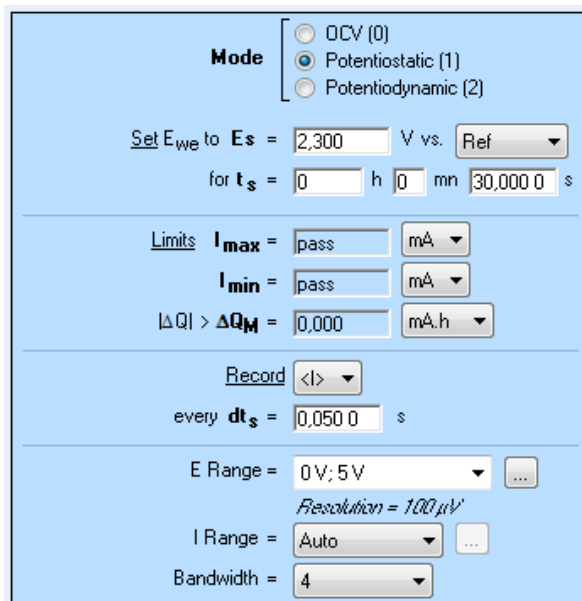 OCV (0)
Mode Potentiostatic (1)
Potentiodynamic (2)
Set Ewe to Es = 2,300 V vs. Ref
for ts = 0 h 0 mn 30,000 0 s
Limits Imax = pass mA
Imin = pass mA
|ΔQ| > ΔQM = 0,000 mA.h
Record <I>
every dts = 0,050 0 s
E Range = 0 V; 5 V ...
Resolution = 100 µV
I Range = Auto ...
Bandwidth = 4